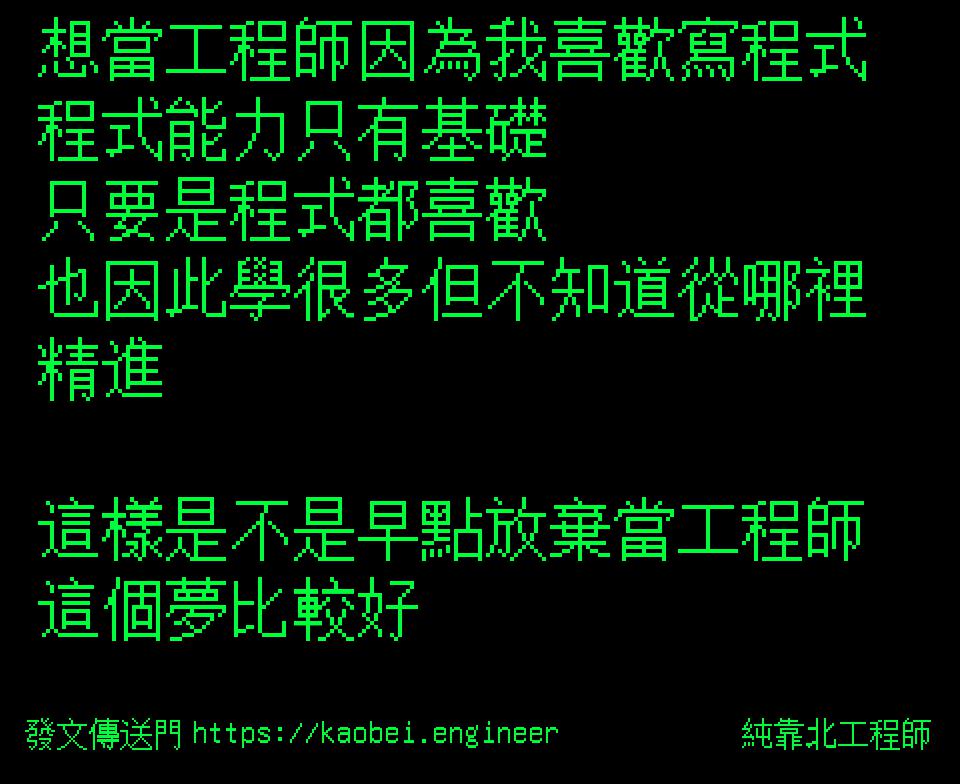 想當工程師因為我喜歡寫程式
程式能力只有基礎
只要是程式都喜歡
也因此學很多但不知道從哪裡
精進
這樣是不是早點放棄當工程師
這個夢比較好
發文傳送門 https://kaobei.engineer
純靠北工程師